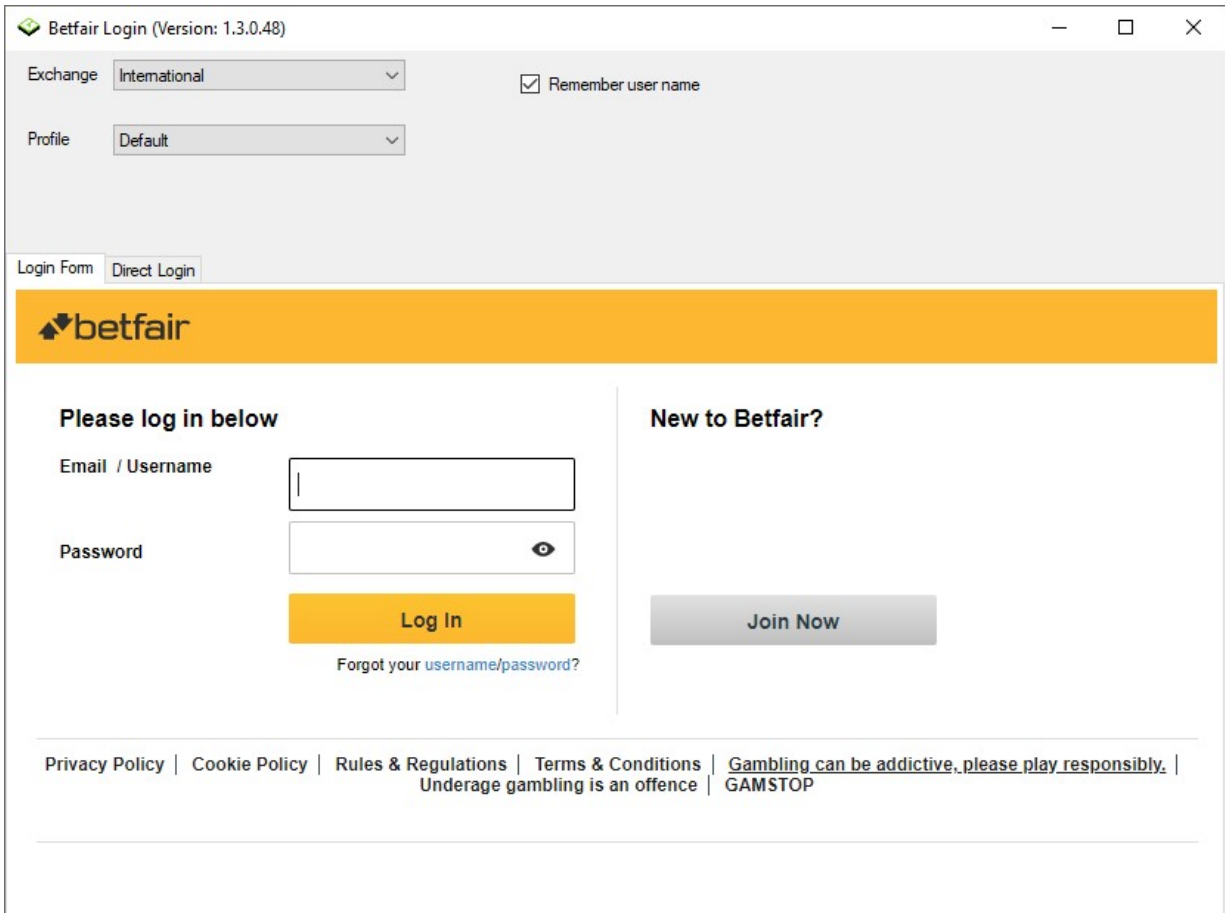 Betfair Login (Version: 1.3.0.48)
Exchange International Remember user name
Profile Default
Login Form Direct Login
betfair
Please log in below
New to Betfair?
Email / Username
Password
Log In
Join Now
Forgot your username/password?
Privacy Policy | Cookie Policy | Rules & Regulations | Terms & Conditions | Gambling can be addictive, please play responsibly. |
Underage gambling is an offence | GAMSTOP